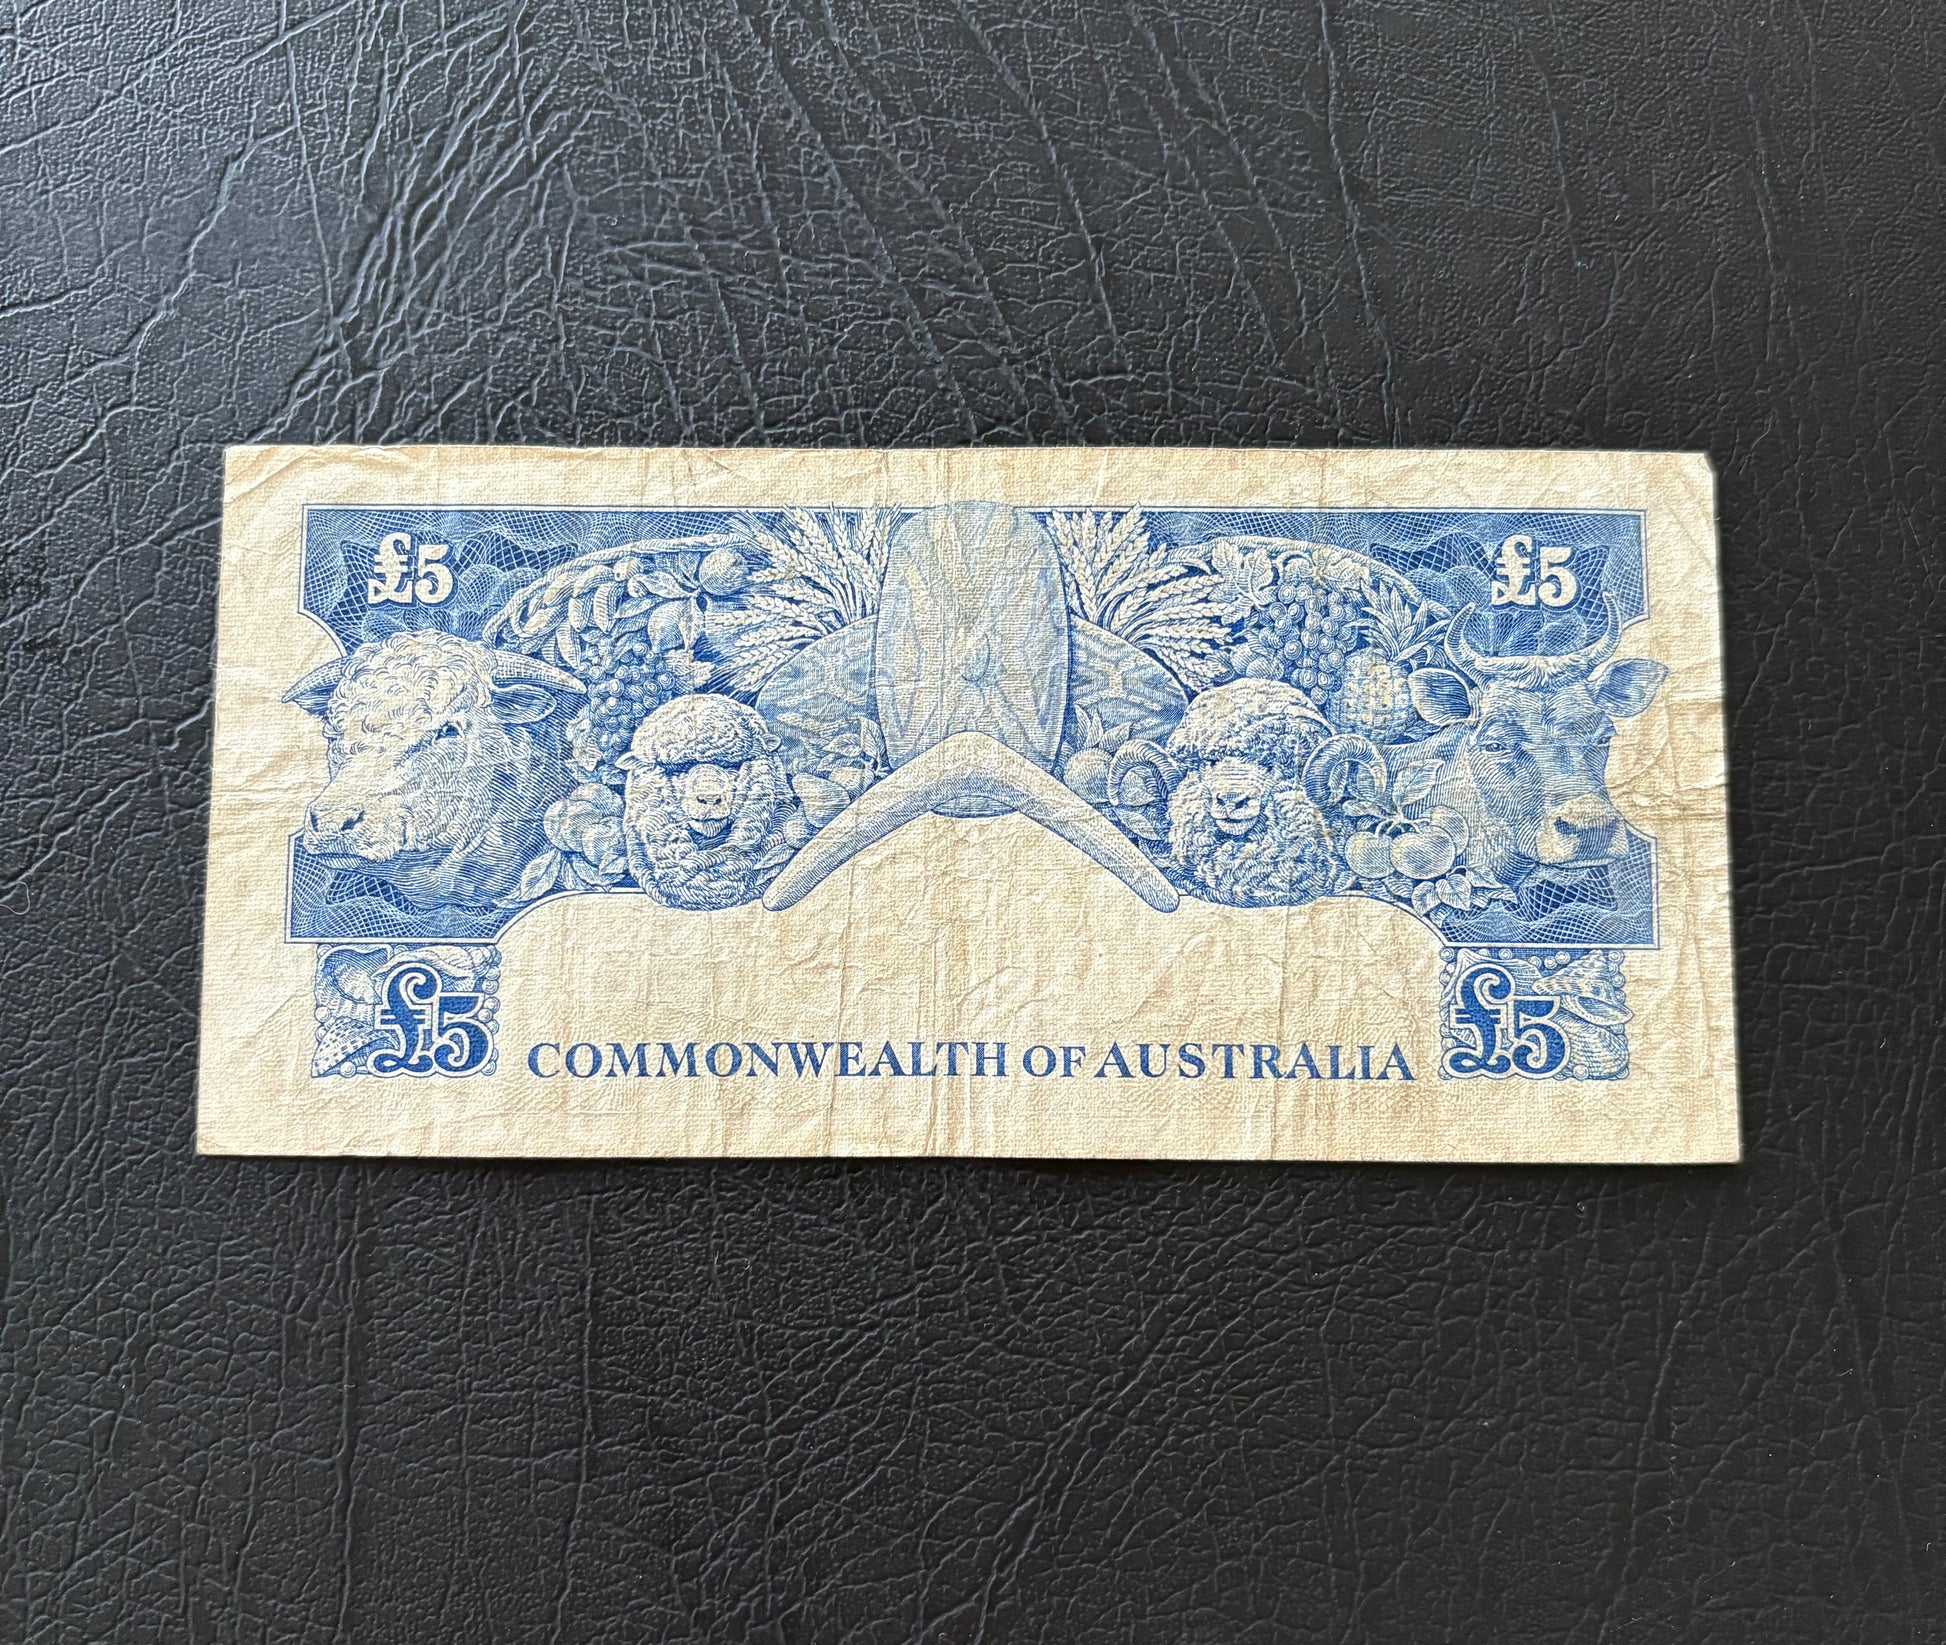 £5 £5
£5 COMMONWEALTH OF AUSTRALIA £5